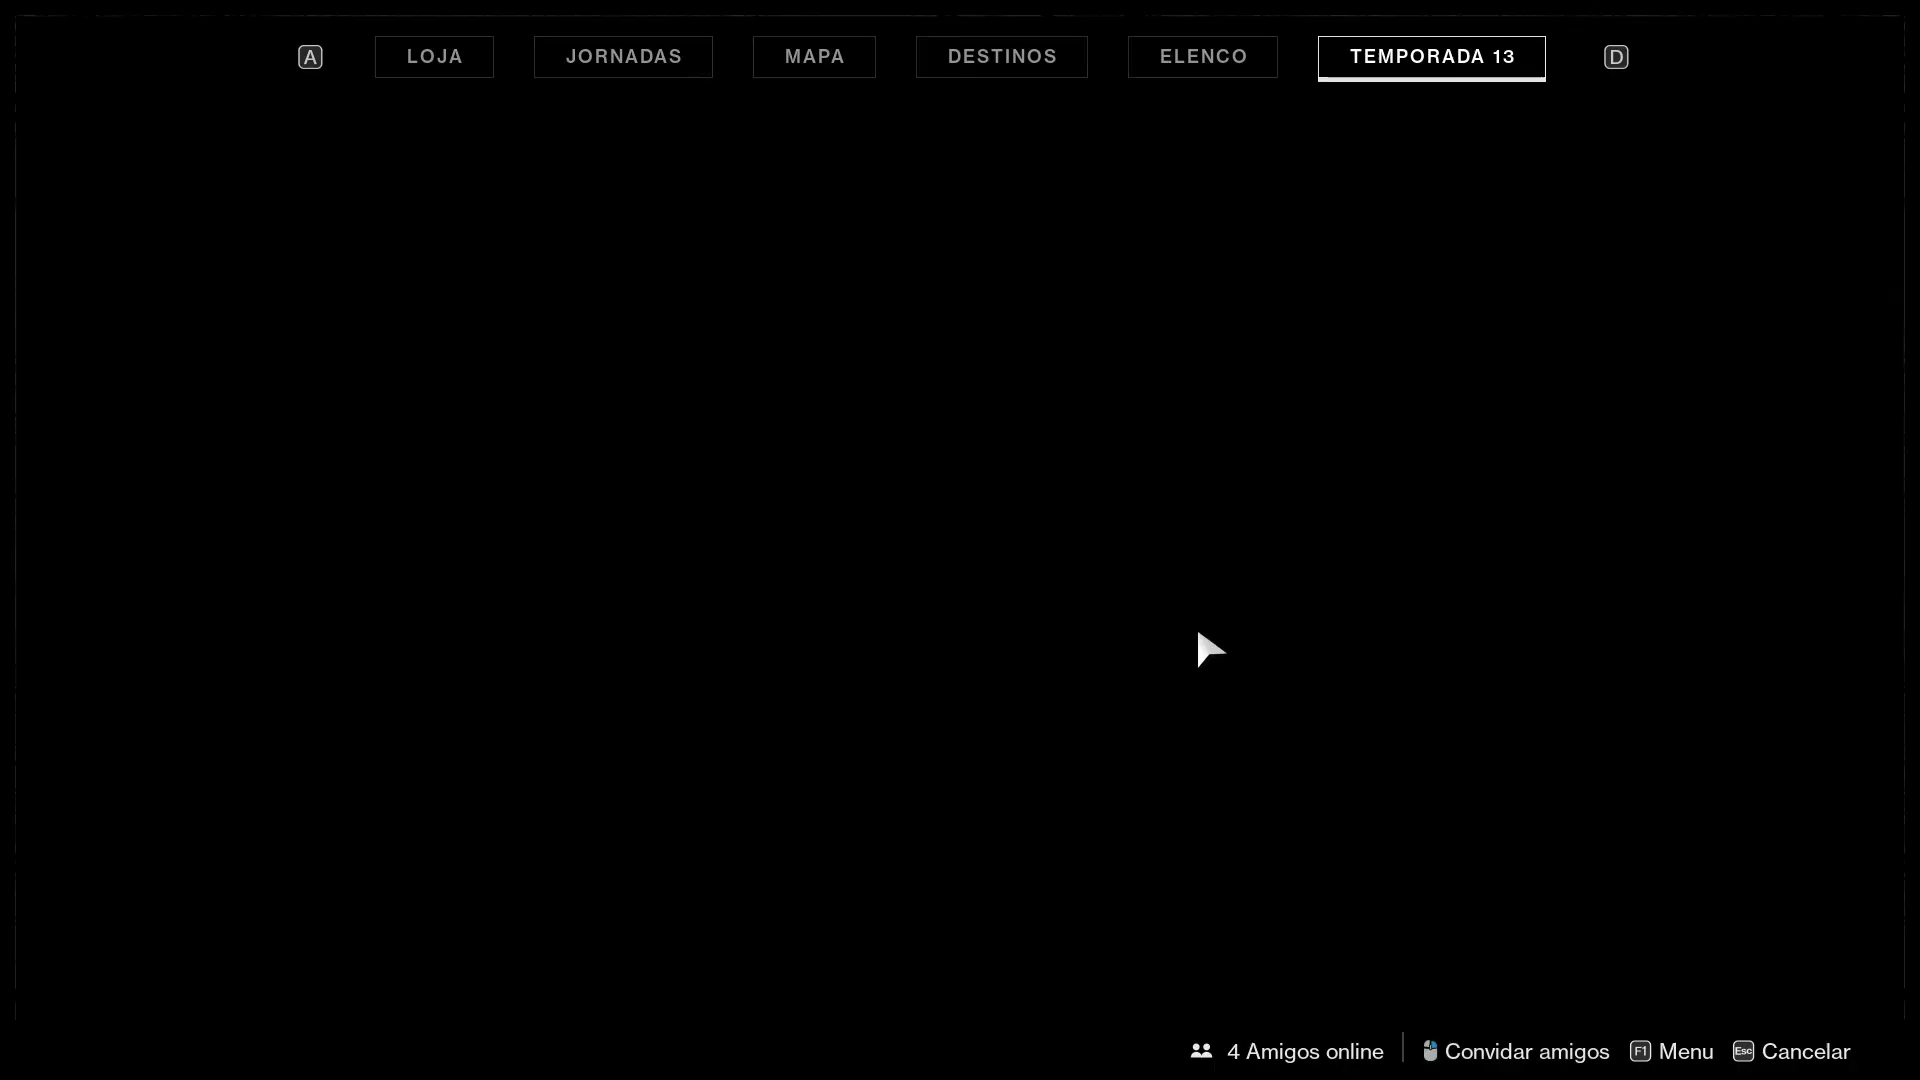 A LOJA JORNADAS MAPA DESTINOS ELENCO TEMPORADA 13 D
4 Amigos online Convidar amigos F1 Menu Esc Cancelar